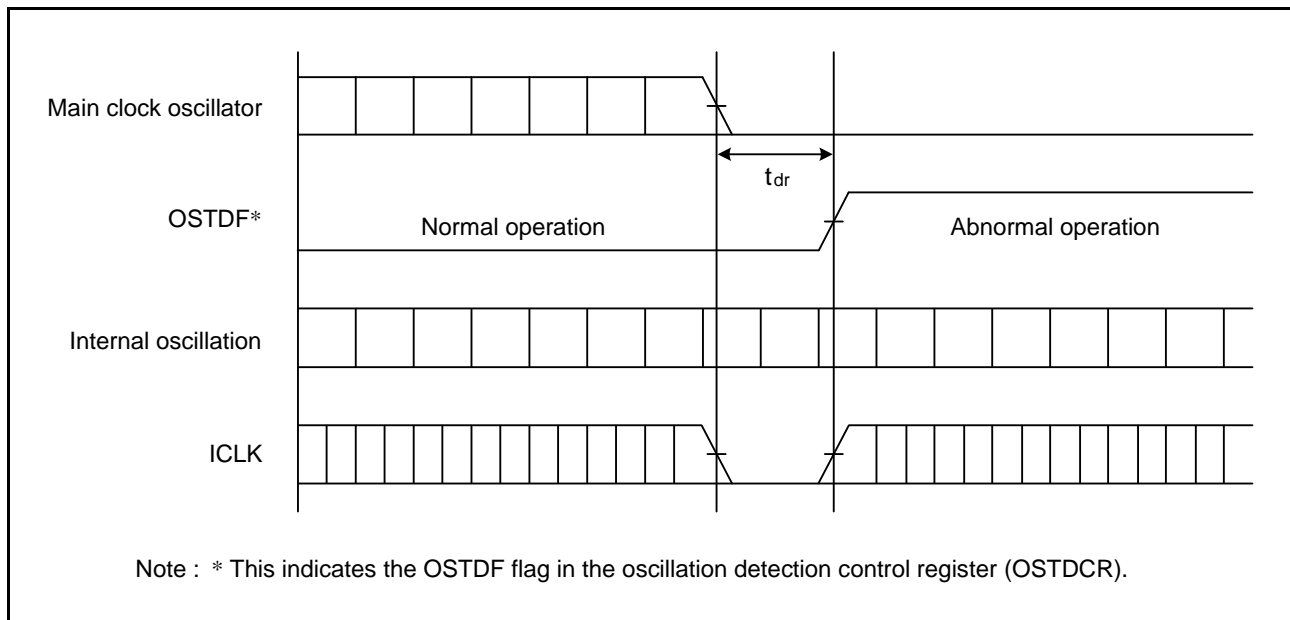 Main clock oscillator
tdr
OSTDF*
Normal operation
Abnormal operation
Internal oscillation
ICLK
Note : * This indicates the OSTDF flag in the oscillation detection control register (OSTDCR).